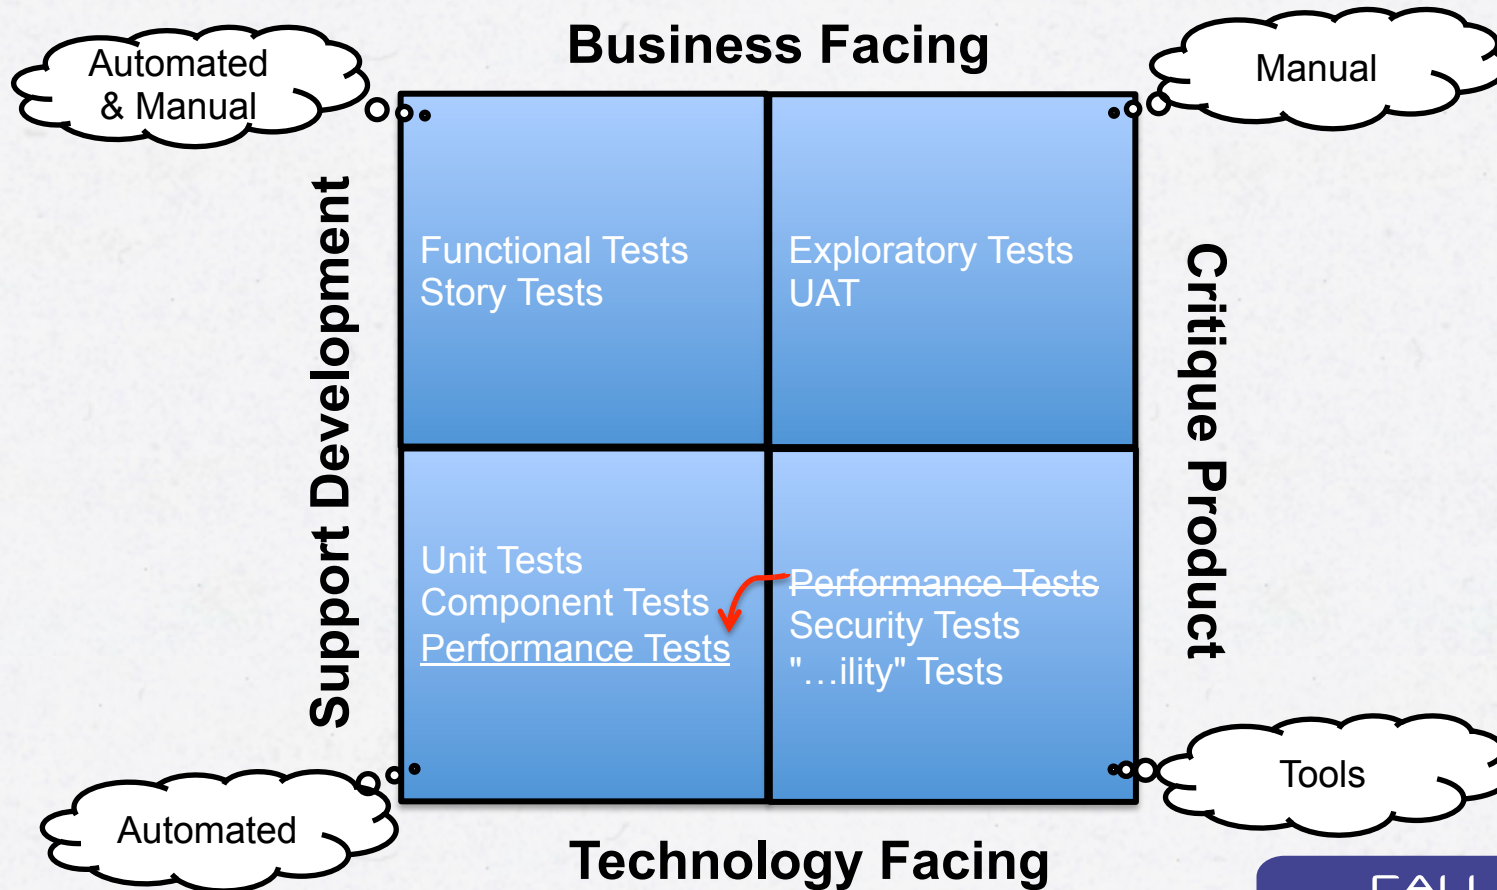 Business Facing
Automated
& Manual
Manual
Support Development
Functional Tests
Story Tests
Exploratory Tests
UAT
Critique Product
Unit Tests
Component Tests
Performance Tests
Performance Tests
Security Tests
"…ility" Tests
Automated
Tools
Technology Facing